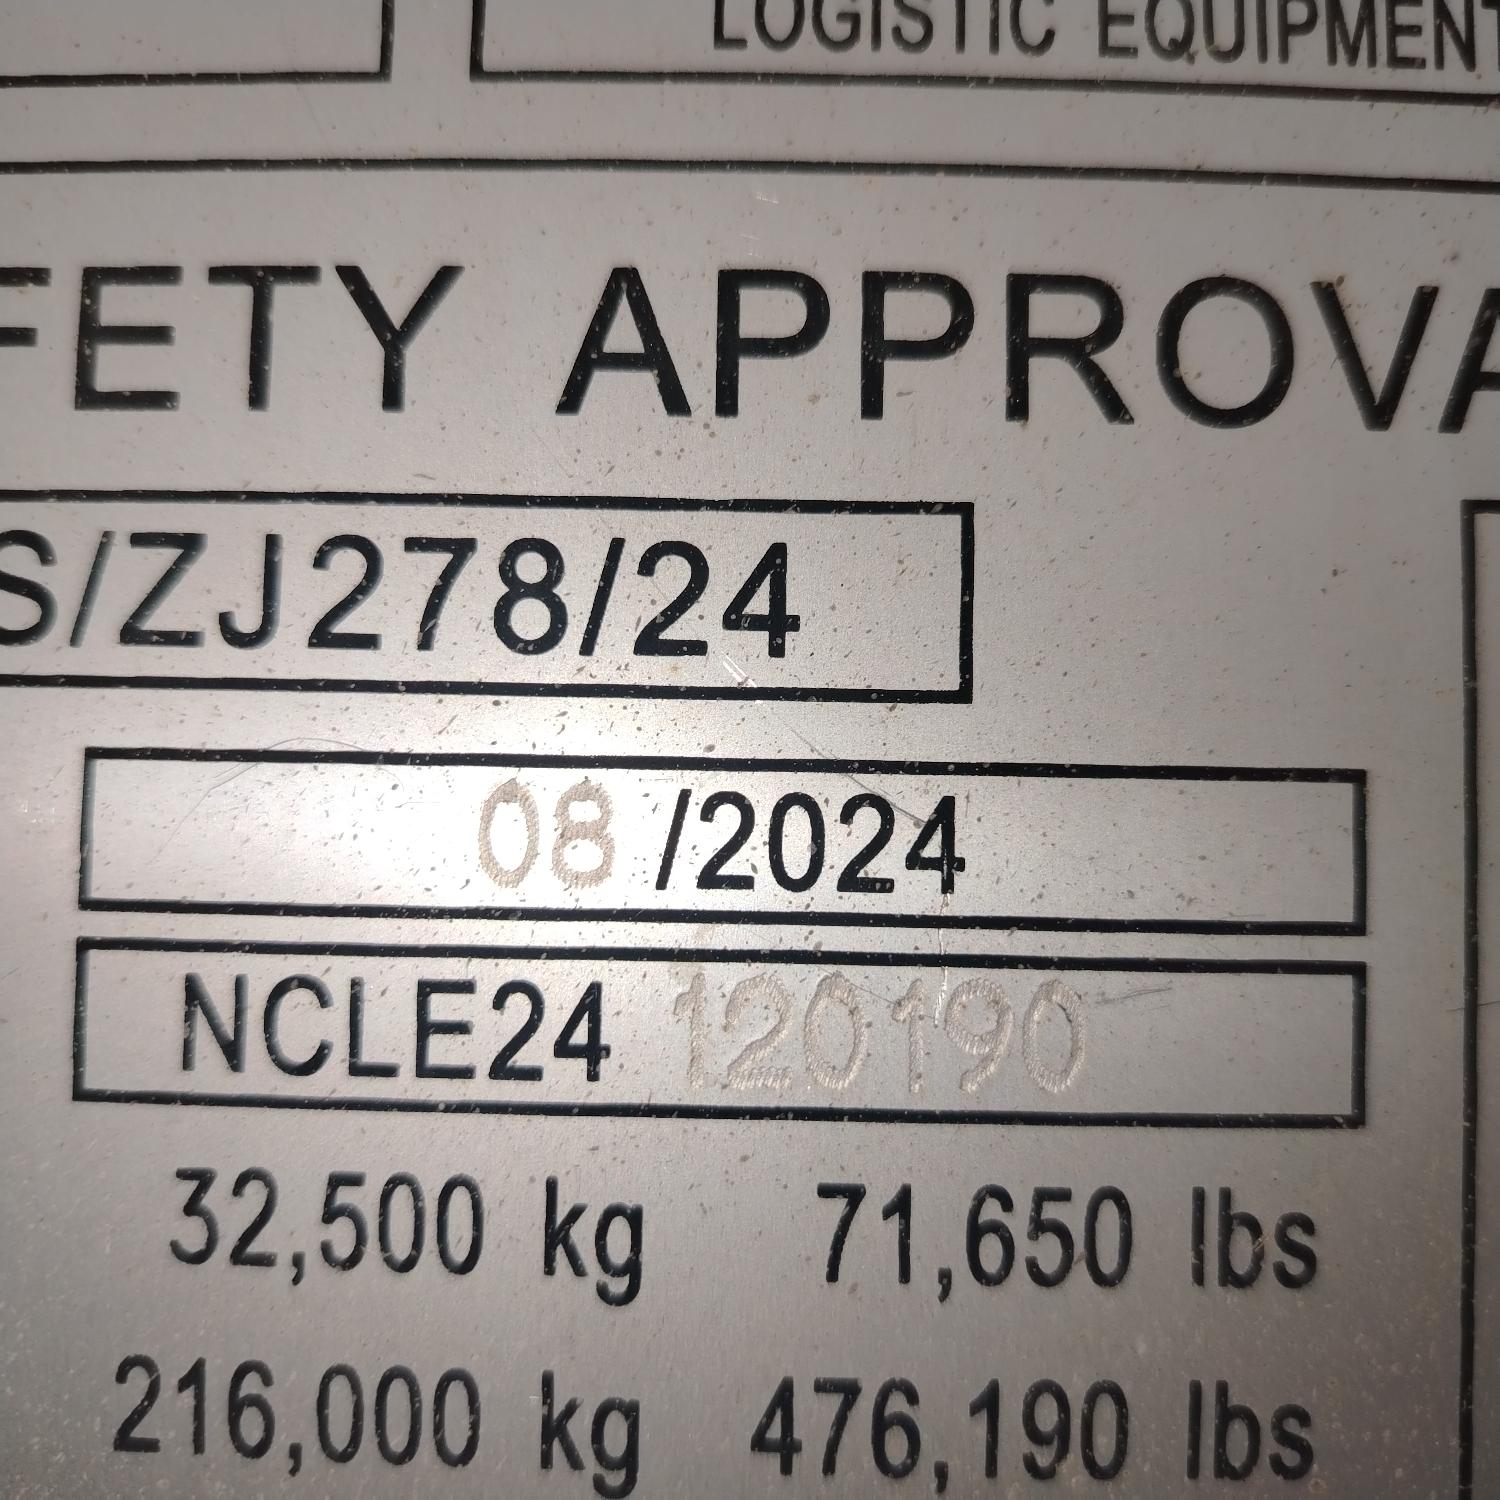 LOGISTIC EQUIPMENT
FETY APPROVA
S/ZJ278/24
08 /2024
NCLE24 120190
32,500 kg 71,650 lbs
216,000 kg 476,190 lbs